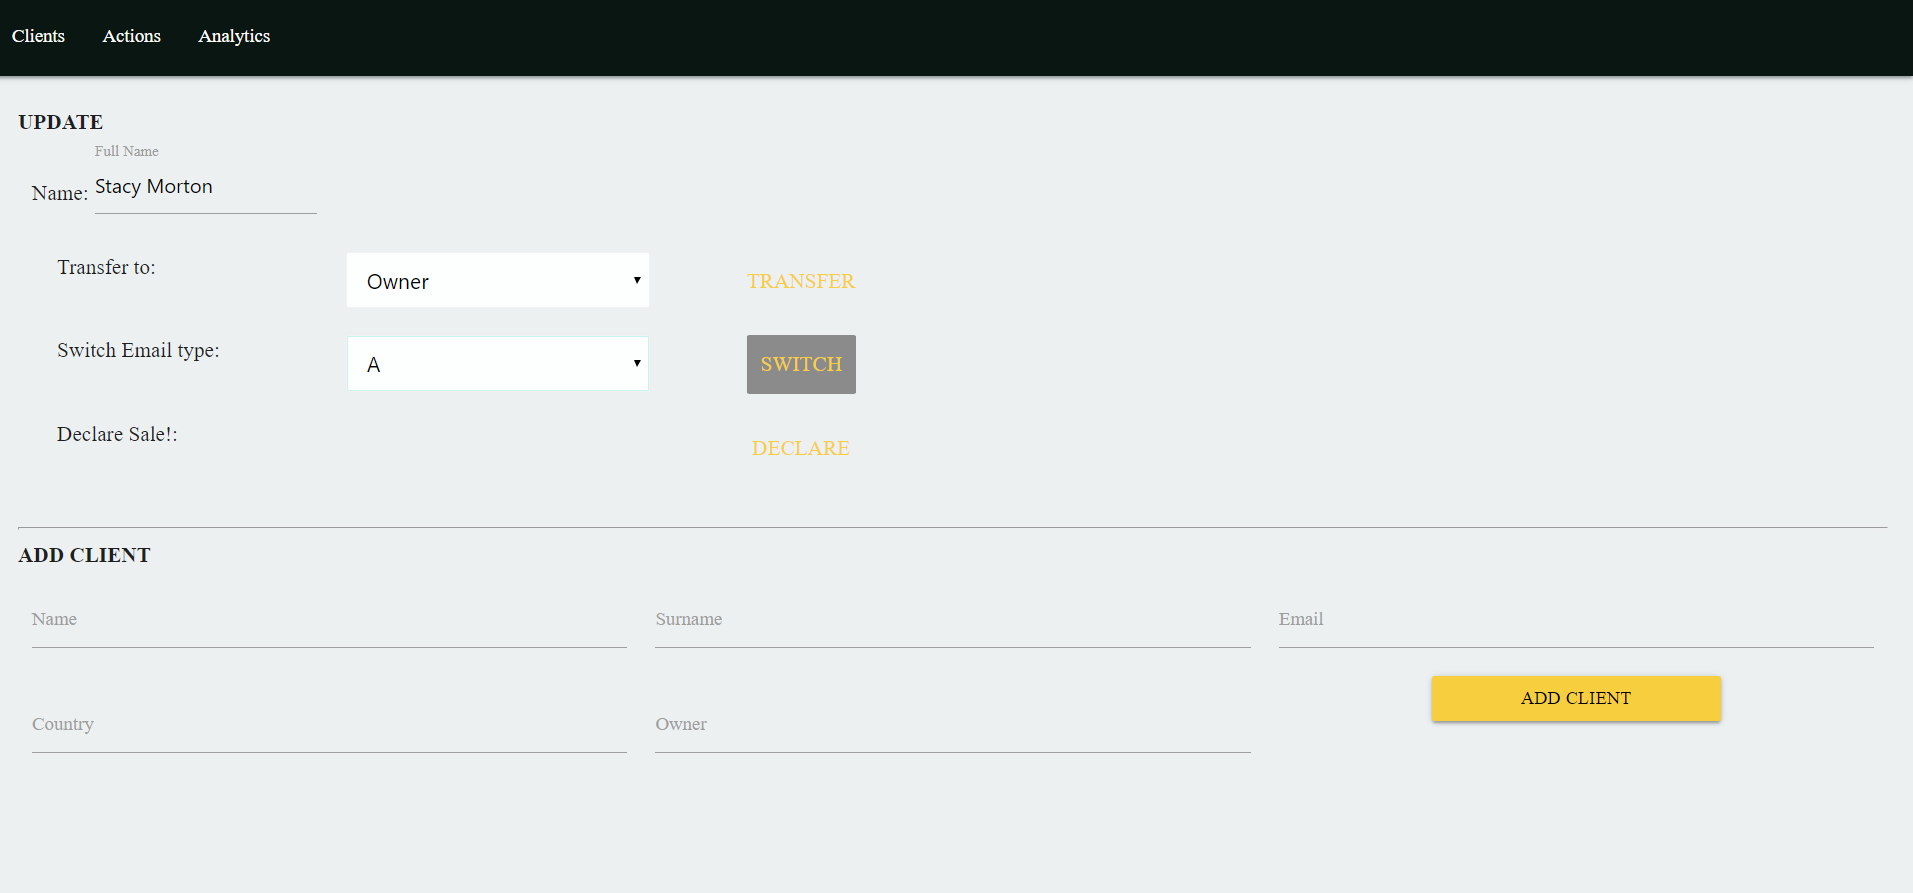 Clients Actions Analytics
UPDATE
Full Name
Name: Stacy Morton
Transfer to: Owner TRANSFER
Switch Email type: A SWITCH
Declare Sale!: DECLARE
ADD CLIENT
Name Surname Email
ADD CLIENT
Country Owner